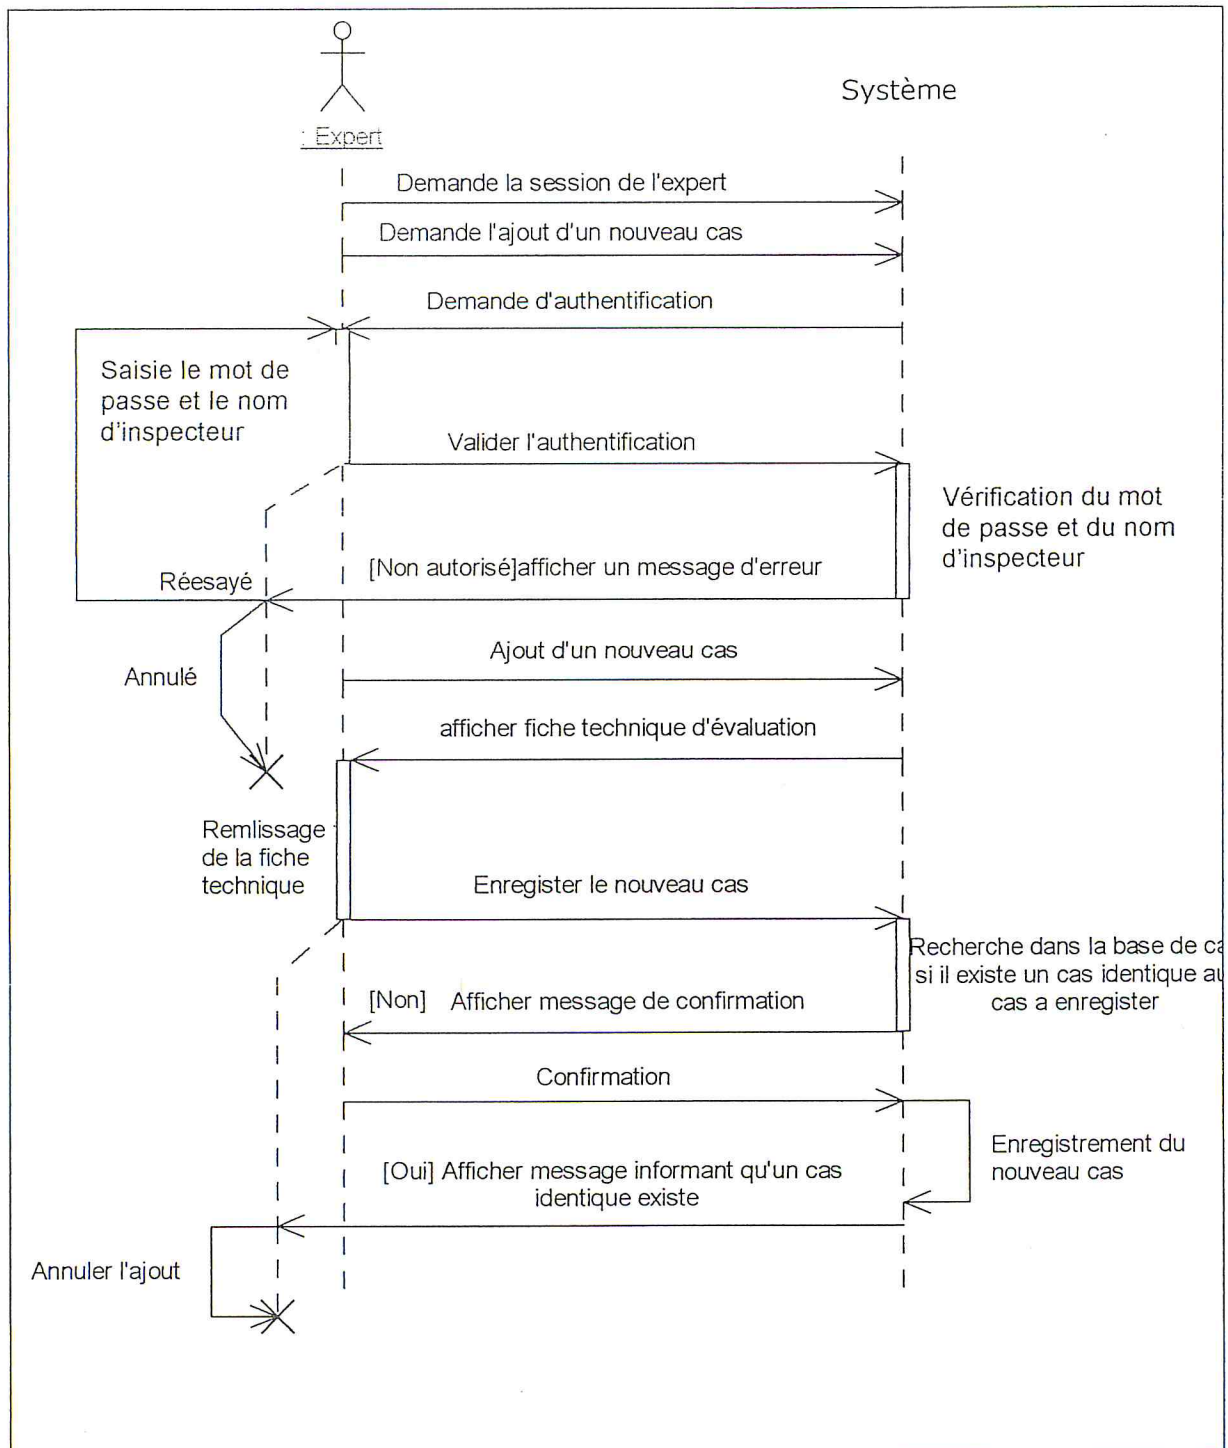 Système
: Expert
Demande la session de l'expert
Demande l'ajout d'un nouveau cas
Demande d'authentification
Saisie le mot de
passe et le nom
d'inspecteur
Valider l'authentification
Vérification du mot
de passe et du nom
d'inspecteur
[Non autorisé]afficher un message d'erreur
Réesayé
Ajout d'un nouveau cas
Annulé
afficher fiche technique d'évaluation
Remlissage
de la fiche
technique
Enregister le nouveau cas
Recherche dans la base de ca
si il existe un cas identique au
cas a enregister
[Non] Afficher message de confirmation
Confirmation
Enregistrement du
nouveau cas
[Oui] Afficher message informant qu'un cas
identique existe
Annuler l'ajout